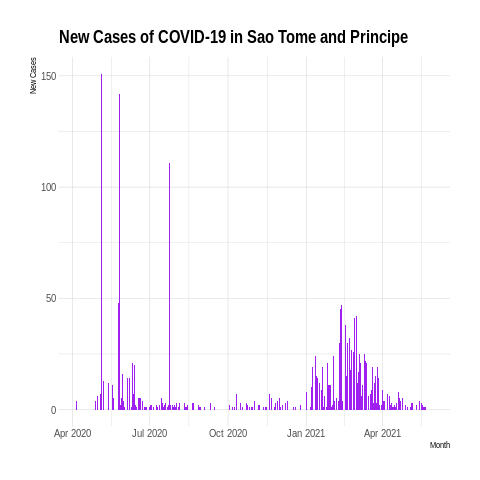 New Cases of COVID-19 in Sao Tome and Principe
New Cases
150
100
50
0
Apr 2020
Jul 2020
Oct 2020
Jan 2021
Apr 2021
Month